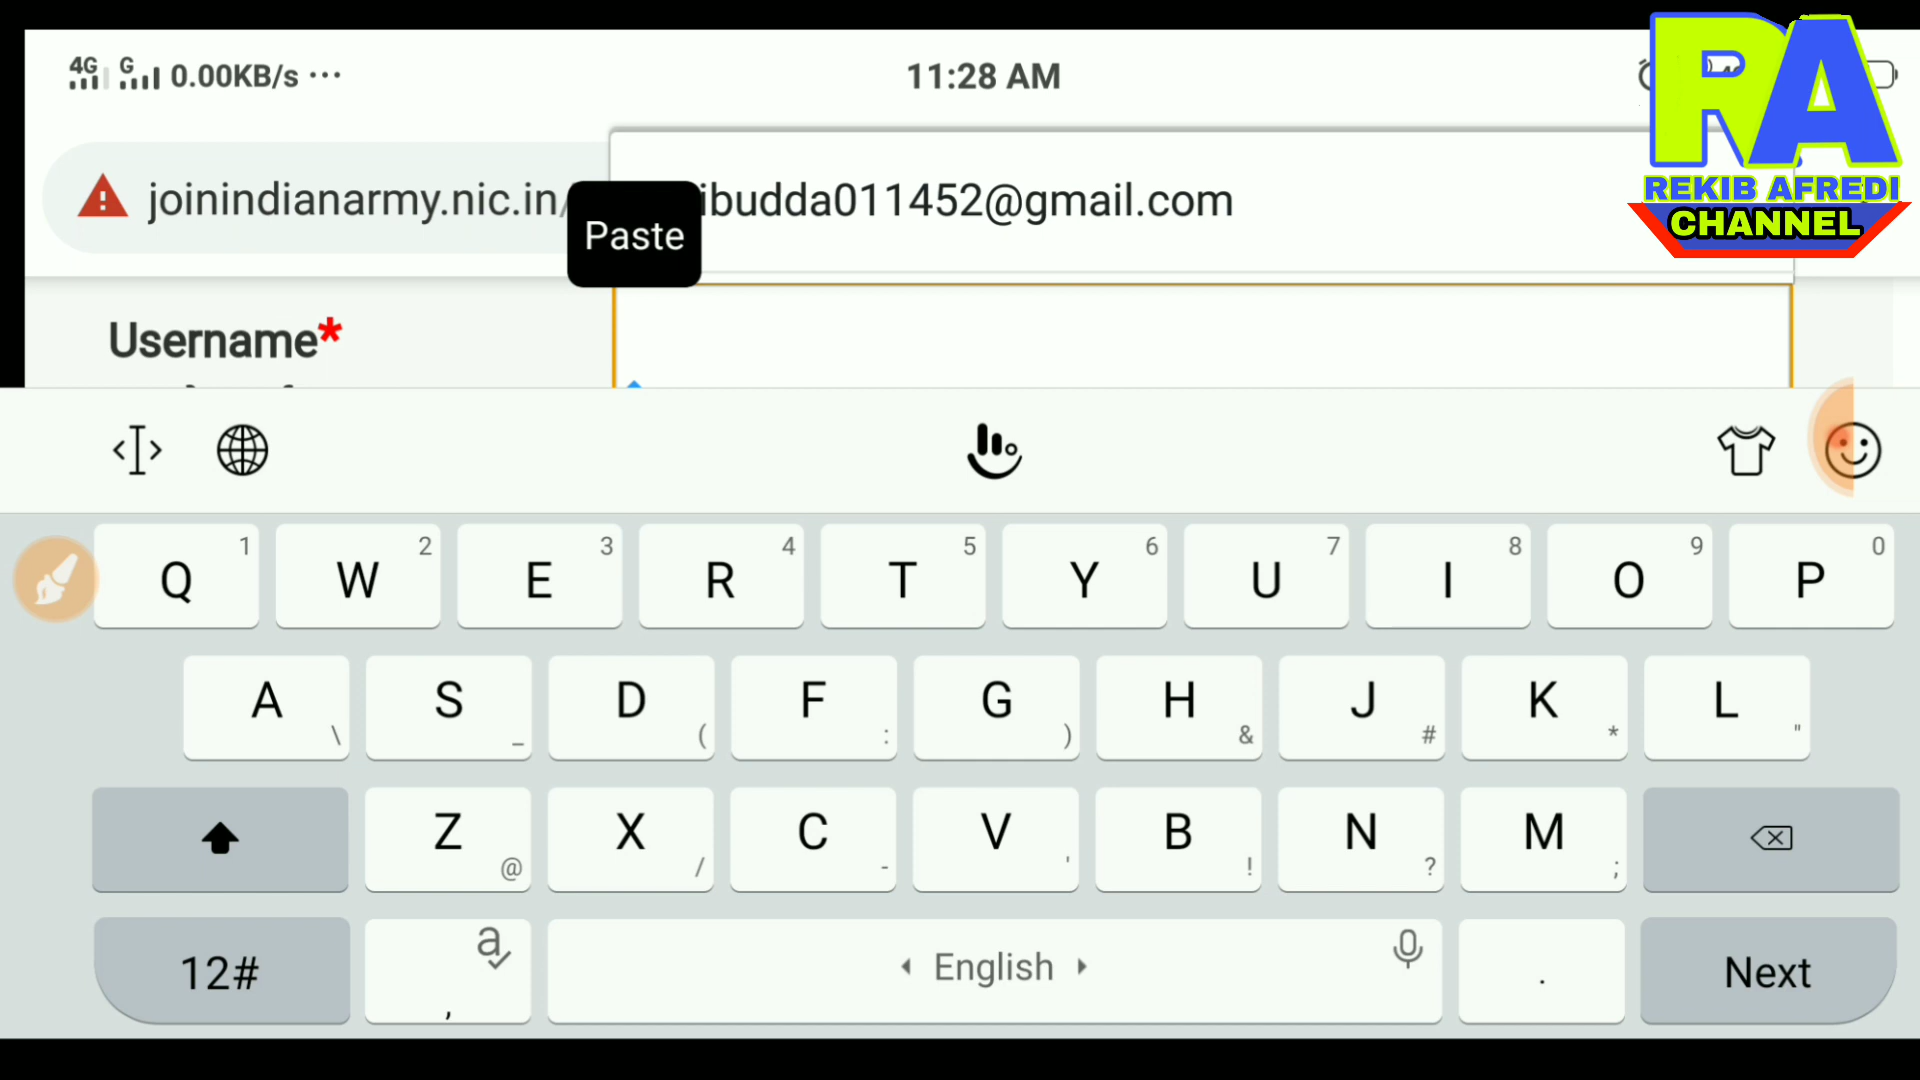 4G G 0.00KB/s ...
11:28 AM
RA
REKIB AFREDI
CHANNEL
joinindianarmy.nic.in/
Paste
ibudda011452@gmail.com
Username*
Q 1 W 2 E 3 R 4 T 5 Y 6 U 7 I 8 O 9 P 0
A \ S _ D ( F : G ) H & J # K * L "
Z @ X / C - V ' B ! N ? M ;
12# , a English . Next